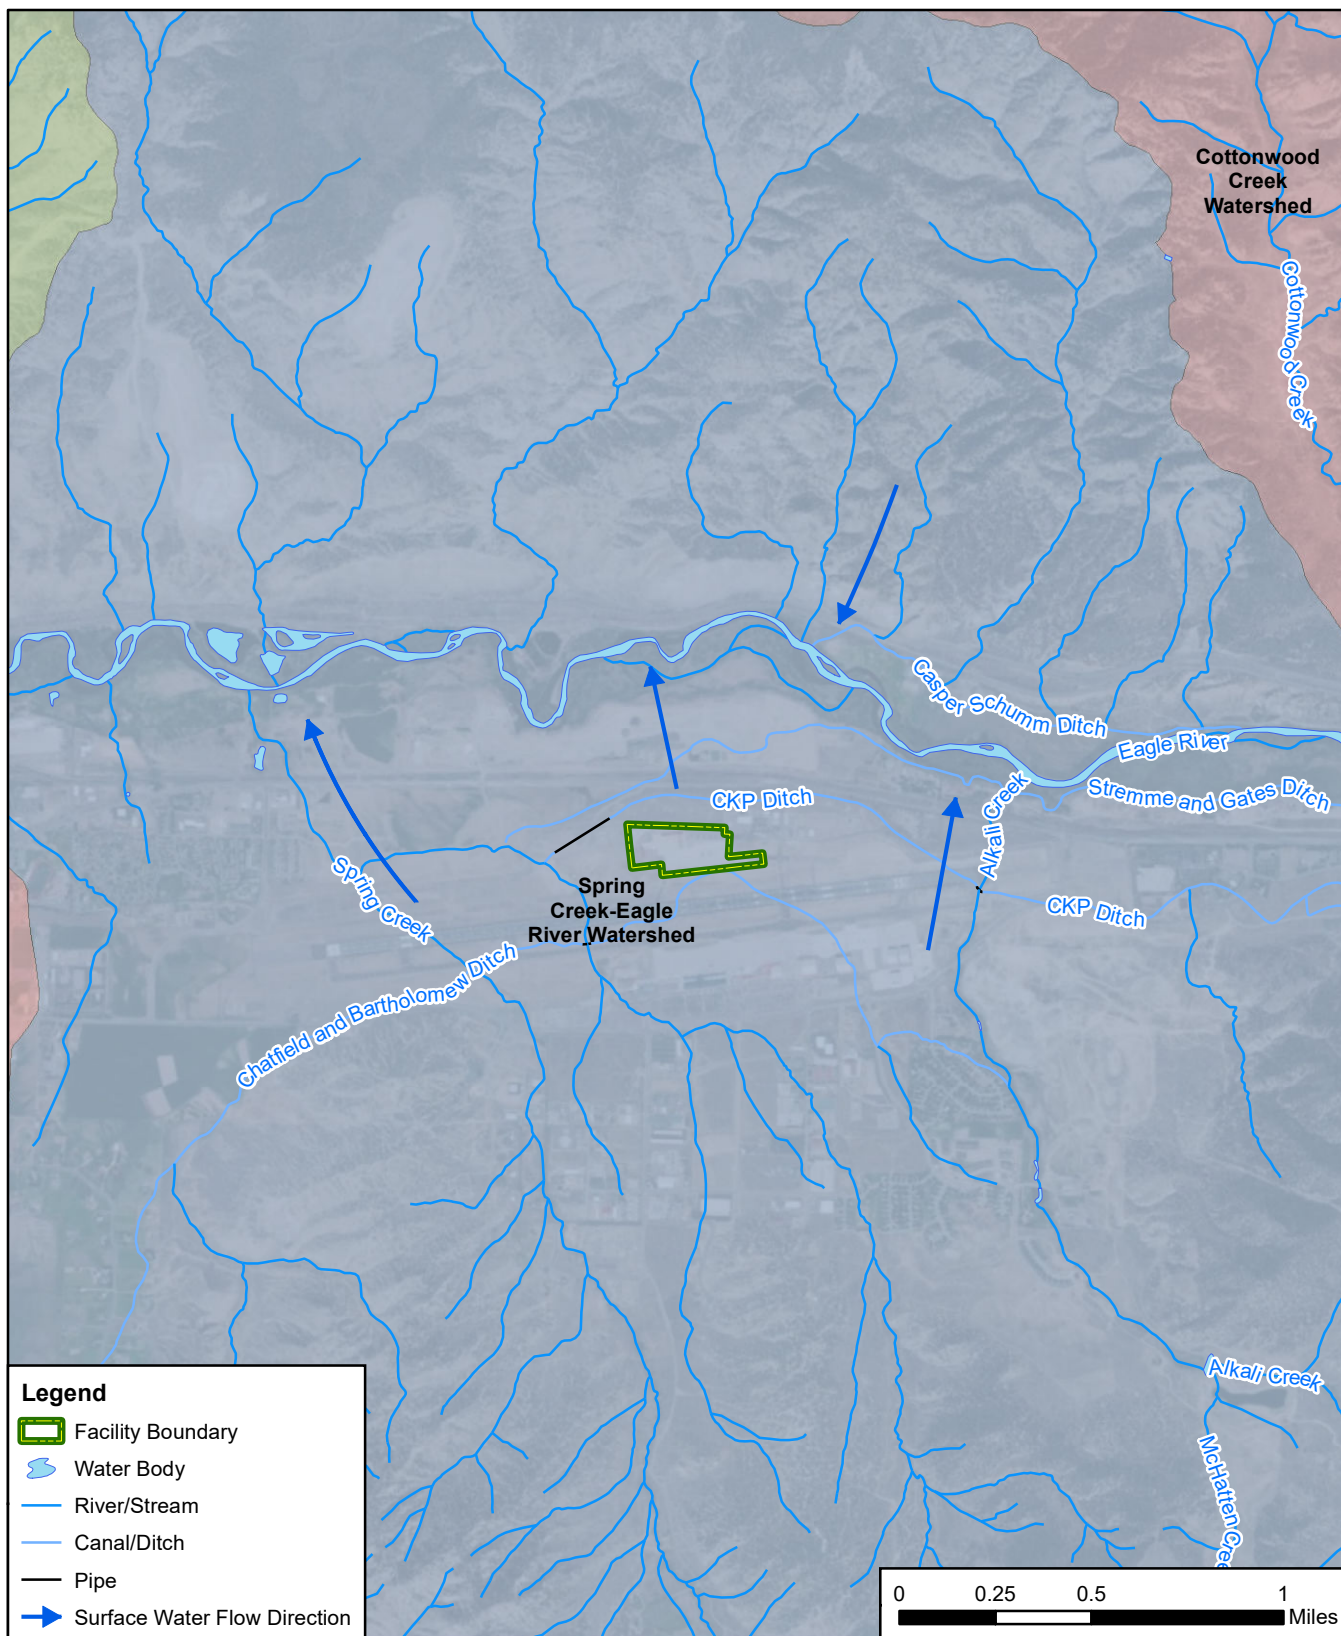 Cottonwood
Creek
Watershed
Cottonwood Creek
Casper Schumm Ditch
Eagle River
Stremme and Gates Ditch
CKP Ditch
Alkali Creek
Spring Creek
Spring
Creek-Eagle
River Watershed
CKP Ditch
Chatfield and Bartholomew Ditch
Alkali Creek
McHatten Cree
Legend
Facility Boundary
Water Body
River/Stream
Canal/Ditch
Pipe
Surface Water Flow Direction
0 0.25 0.5 1
Miles